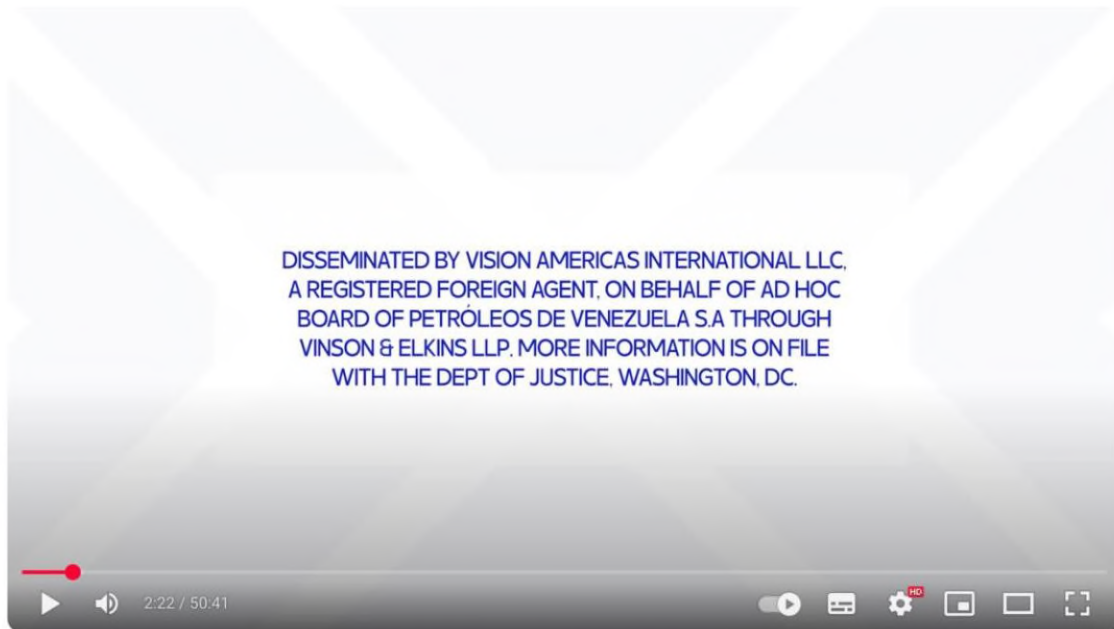 DISSEMINATED BY VISION AMERICAS INTERNATIONAL LLC,
A REGISTERED FOREIGN AGENT, ON BEHALF OF AD HOC
BOARD OF PETRÓLEOS DE VENEZUELA S.A THROUGH
VINSON & ELKINS LLP. MORE INFORMATION IS ON FILE
WITH THE DEPT OF JUSTICE, WASHINGTON, DC.
2:22 / 50:41
HD